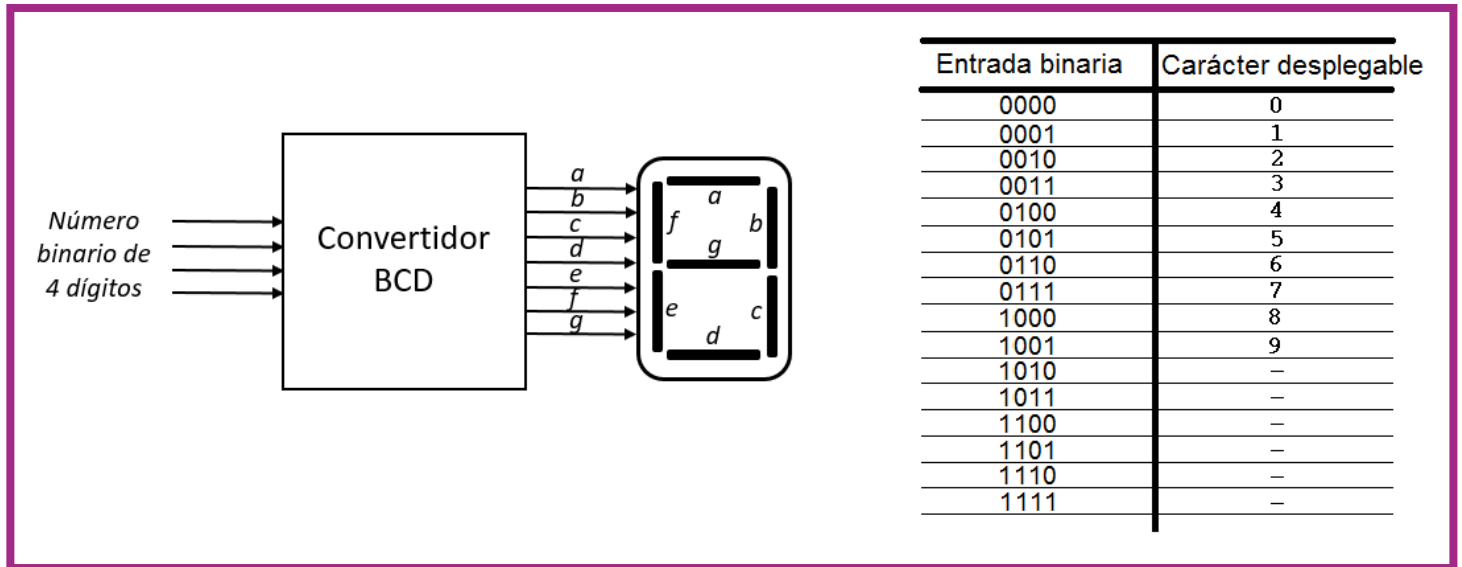 Número
binario de
4 dígitos
Convertidor
BCD
a
b
c
d
e
f
g
a
f
b
g
e
c
d
Entrada binaria Carácter desplegable
0000 0
0001 1
0010 2
0011 3
0100 4
0101 5
0110 6
0111 7
1000 8
1001 9
1010 –
1011 –
1100 –
1101 –
1110 –
1111 –